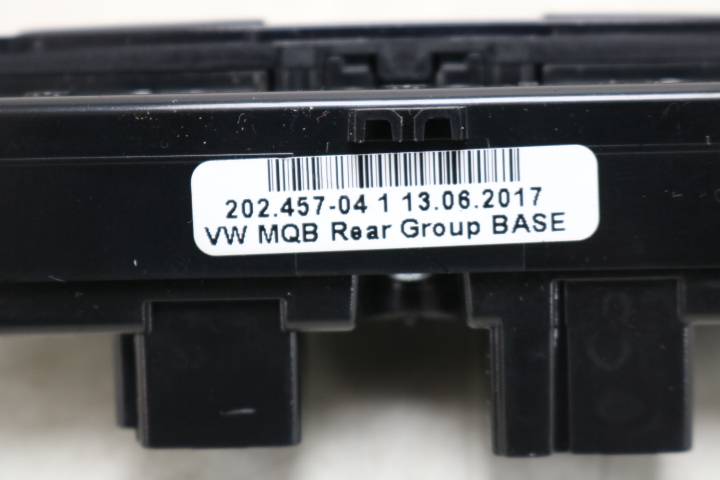 202.457-04 1 13.06.2017
VW MQB Rear Group BASE